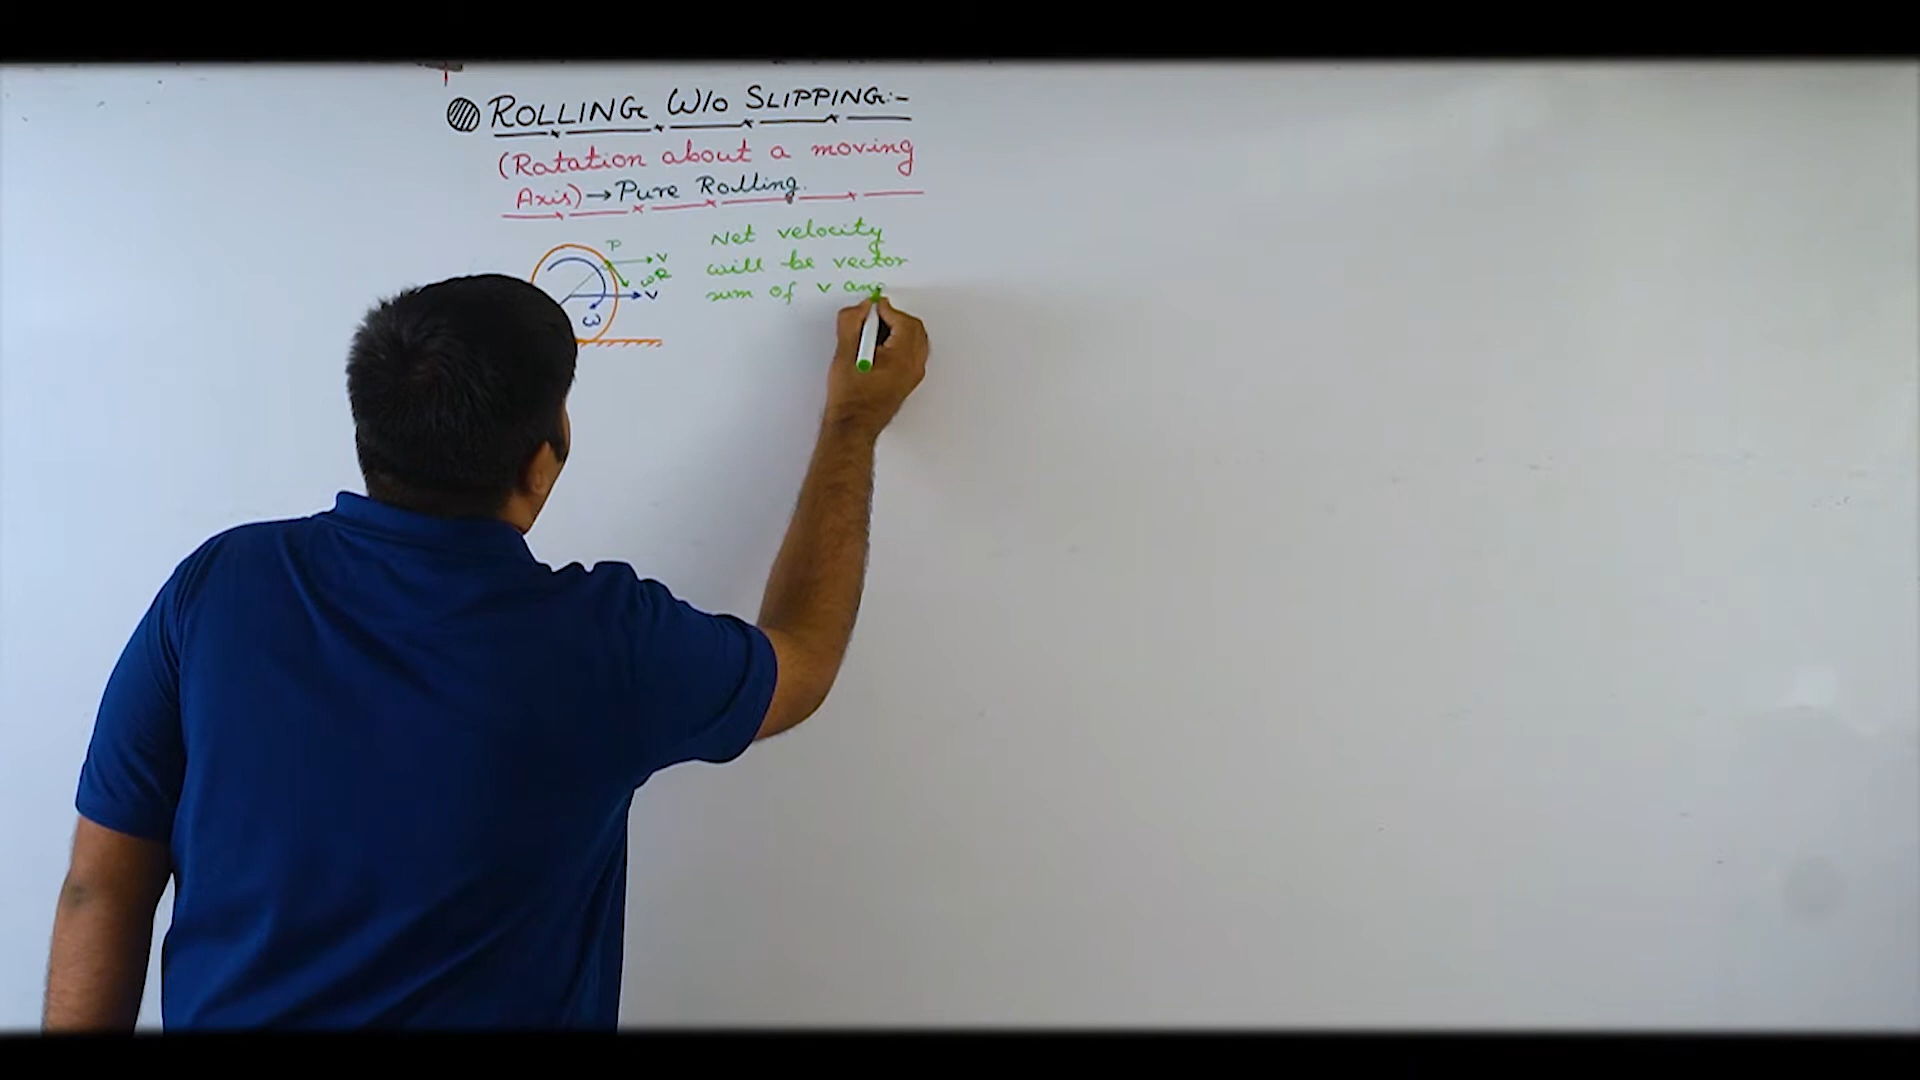 ROLLING W/o SLIPPING:-
(Rotation about a moving
Axis)→Pure Rolling.
P
V
ωR
V
ω
Net velocity
will be vector
sum of v and